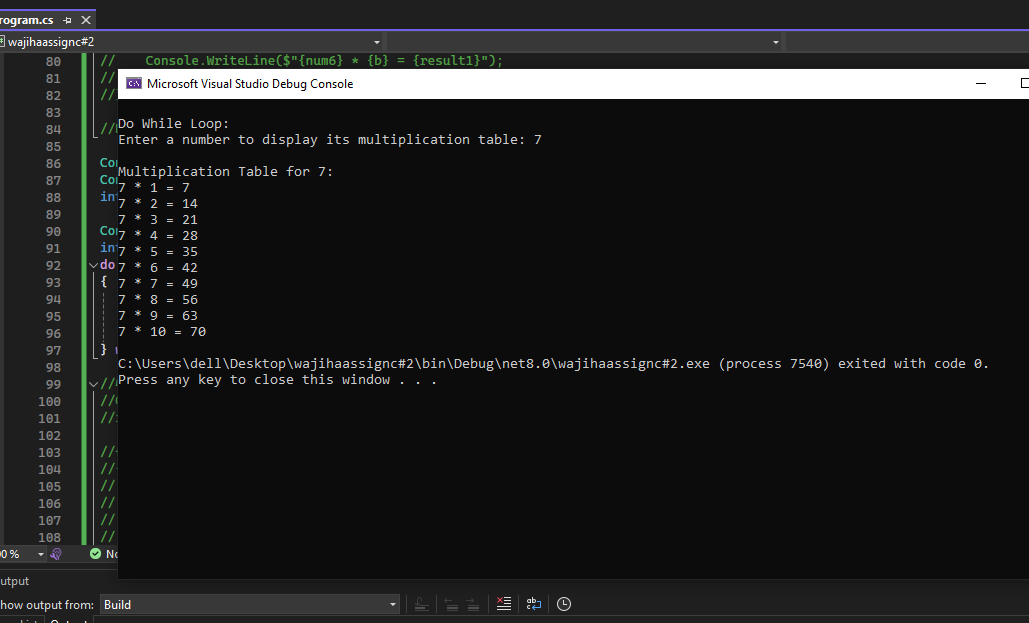 rogram.cs
wajihaassignc#2
80 // Console.WriteLine($"{num6} * {b} = {result1}");
81 //
82 //
83
84 //
85
86 Co
87 Co
88 in
89
90 Co
91 in
92 do
93 {
94
95
96
97 }
98
99 //
100 //
101 //
102
103 //
104 //
105 //
106 //
107 //
108 //
Microsoft Visual Studio Debug Console
Do While Loop:
Enter a number to display its multiplication table: 7
Multiplication Table for 7:
7 * 1 = 7
7 * 2 = 14
7 * 3 = 21
7 * 4 = 28
7 * 5 = 35
7 * 6 = 42
7 * 7 = 49
7 * 8 = 56
7 * 9 = 63
7 * 10 = 70
C:\Users\dell\Desktop\wajihaassignc#2\bin\Debug\net8.0\wajihaassignc#2.exe (process 7540) exited with code 0.
Press any key to close this window . . .
0 % No
utput
how output from: Build